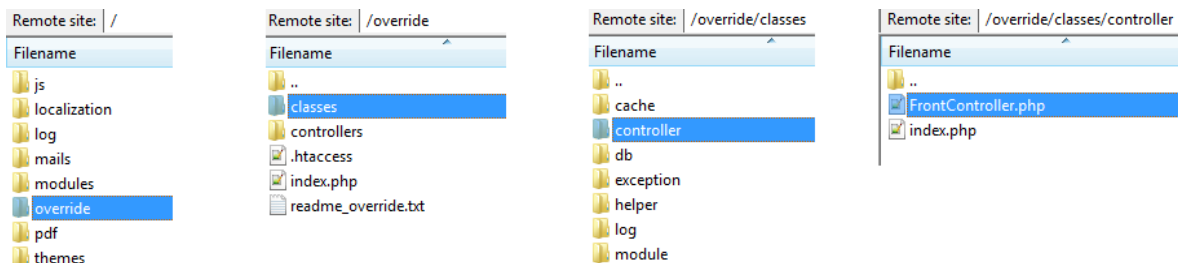 Remote site: /
Filename
js
localization
log
mails
modules
override
pdf
themes
Remote site: /override
Filename
..
classes
controllers
.htaccess
index.php
readme_override.txt
Remote site: /override/classes
Filename
..
cache
controller
db
exception
helper
log
module
Remote site: /override/classes/controller
Filename
..
FrontController.php
index.php